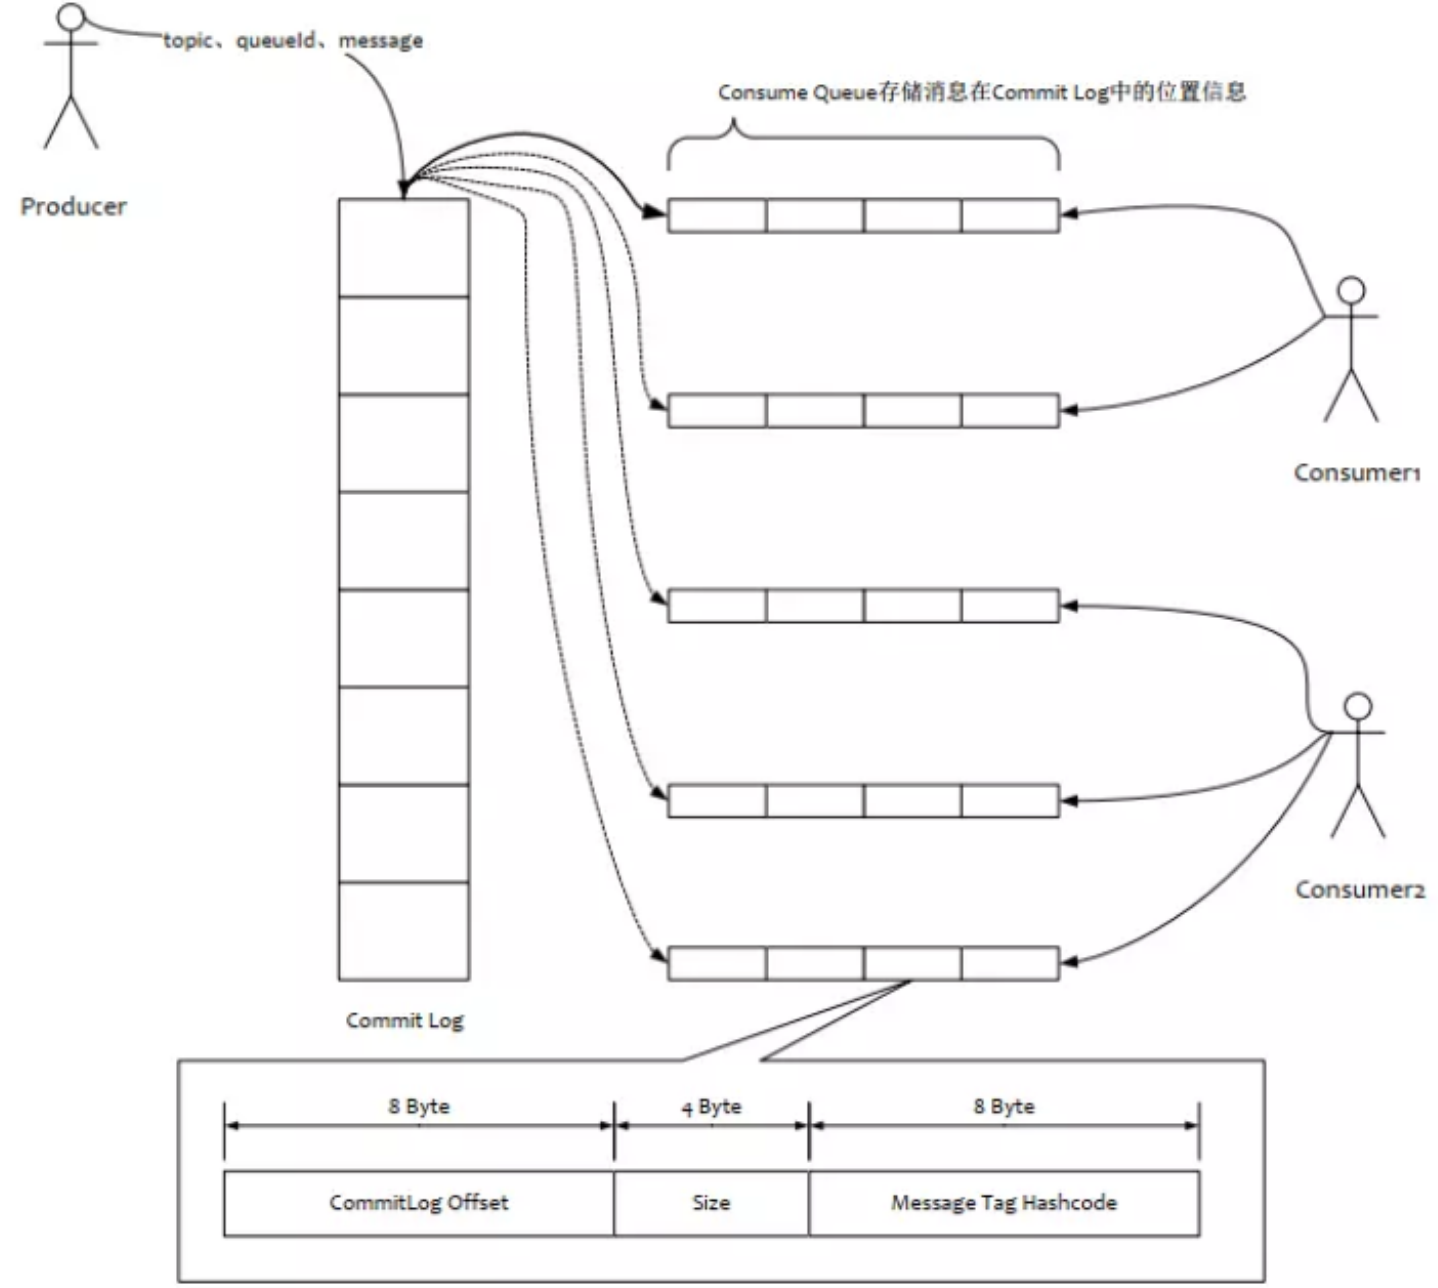 topic、queueId、message
Consume Queue存储消息在Commit Log中的位置信息
Producer
Consumer1
Consumer2
Commit Log
8 Byte
4 Byte
8 Byte
CommitLog Offset
Size
Message Tag Hashcode